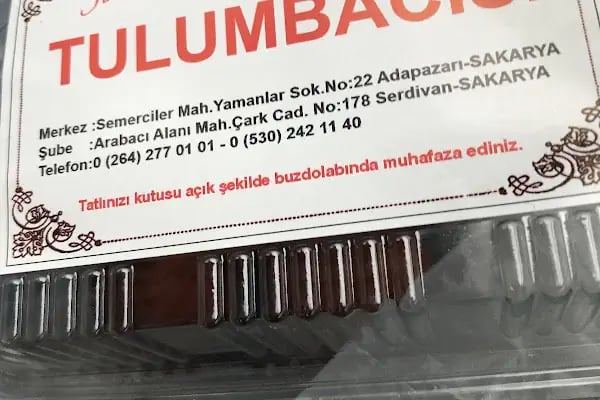 TULUMBACISI
Merkez :Semerciler Mah.Yamanlar Sok.No:22 Adapazarı-SAKARYA
Şube :Arabacı Alanı Mah.Çark Cad. No:178 Serdivan-SAKARYA
Telefon:0 (264) 277 01 01 - 0 (530) 242 11 40
Tatlınızı kutusu açık şekilde buzdolabında muhafaza ediniz.